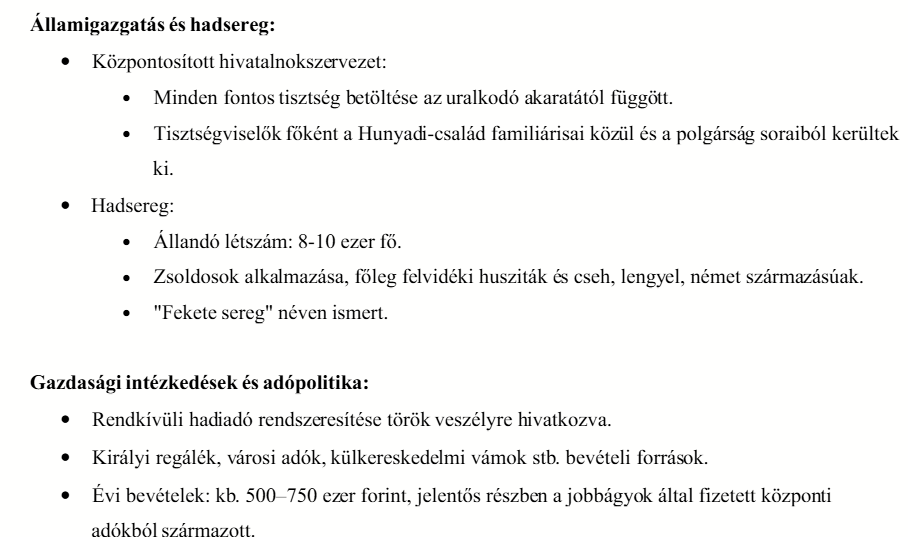 Államigazgatás és hadsereg:
• Központosított hivatalnokszervezet:
• Minden fontos tisztség betöltése az uralkodó akaratától függött.
• Tisztségviselők főként a Hunyadi-család familiárisai közül és a polgárság soraiból kerültek
ki.
• Hadsereg:
• Állandó létszám: 8-10 ezer fő.
• Zsoldosok alkalmazása, főleg felvidéki husziták és cseh, lengyel, német származásúak.
• "Fekete sereg" néven ismert.
Gazdasági intézkedések és adópolitika:
• Rendkívüli hadiadó rendszeresítése török veszélyre hivatkozva.
• Királyi regálék, városi adók, külkereskedelmi vámok stb. bevételi források.
• Évi bevételek: kb. 500–750 ezer forint, jelentős részben a jobbágyok által fizetett központi
adókból származott.